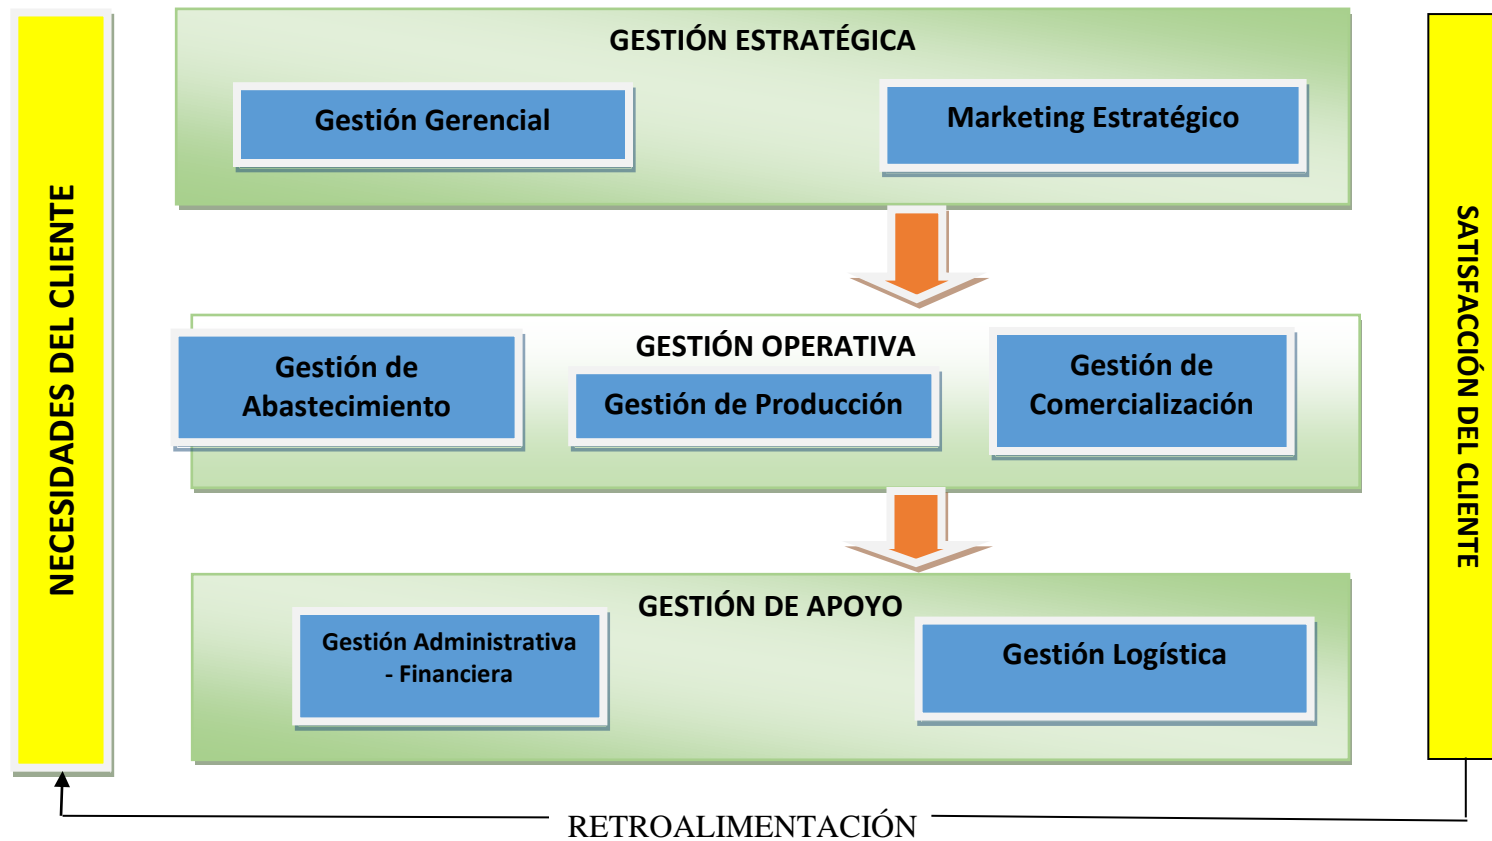 NECESIDADES DEL CLIENTE
GESTIÓN ESTRATÉGICA
Gestión Gerencial
Marketing Estratégico
GESTIÓN OPERATIVA
Gestión de
Abastecimiento
Gestión de Producción
Gestión de
Comercialización
GESTIÓN DE APOYO
Gestión Administrativa
- Financiera
Gestión Logística
SATISFACCIÓN DEL CLIENTE
RETROALIMENTACIÓN